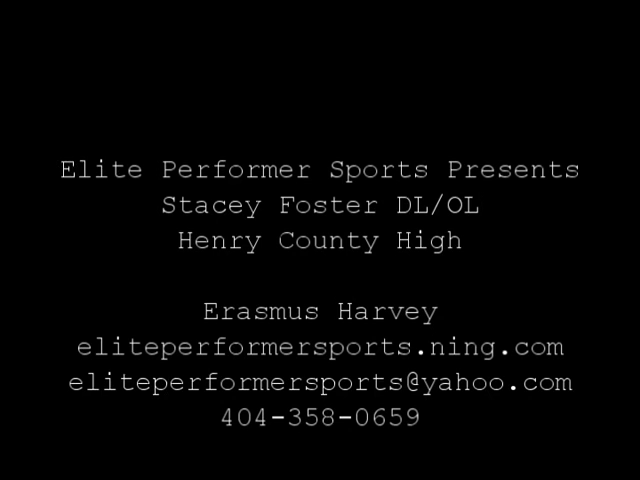 Elite Performer Sports Presents
Stacey Foster DL/OL
Henry County High
Erasmus Harvey
eliteperformersports.ning.com
eliteperformersports@yahoo.com
404-358-0659